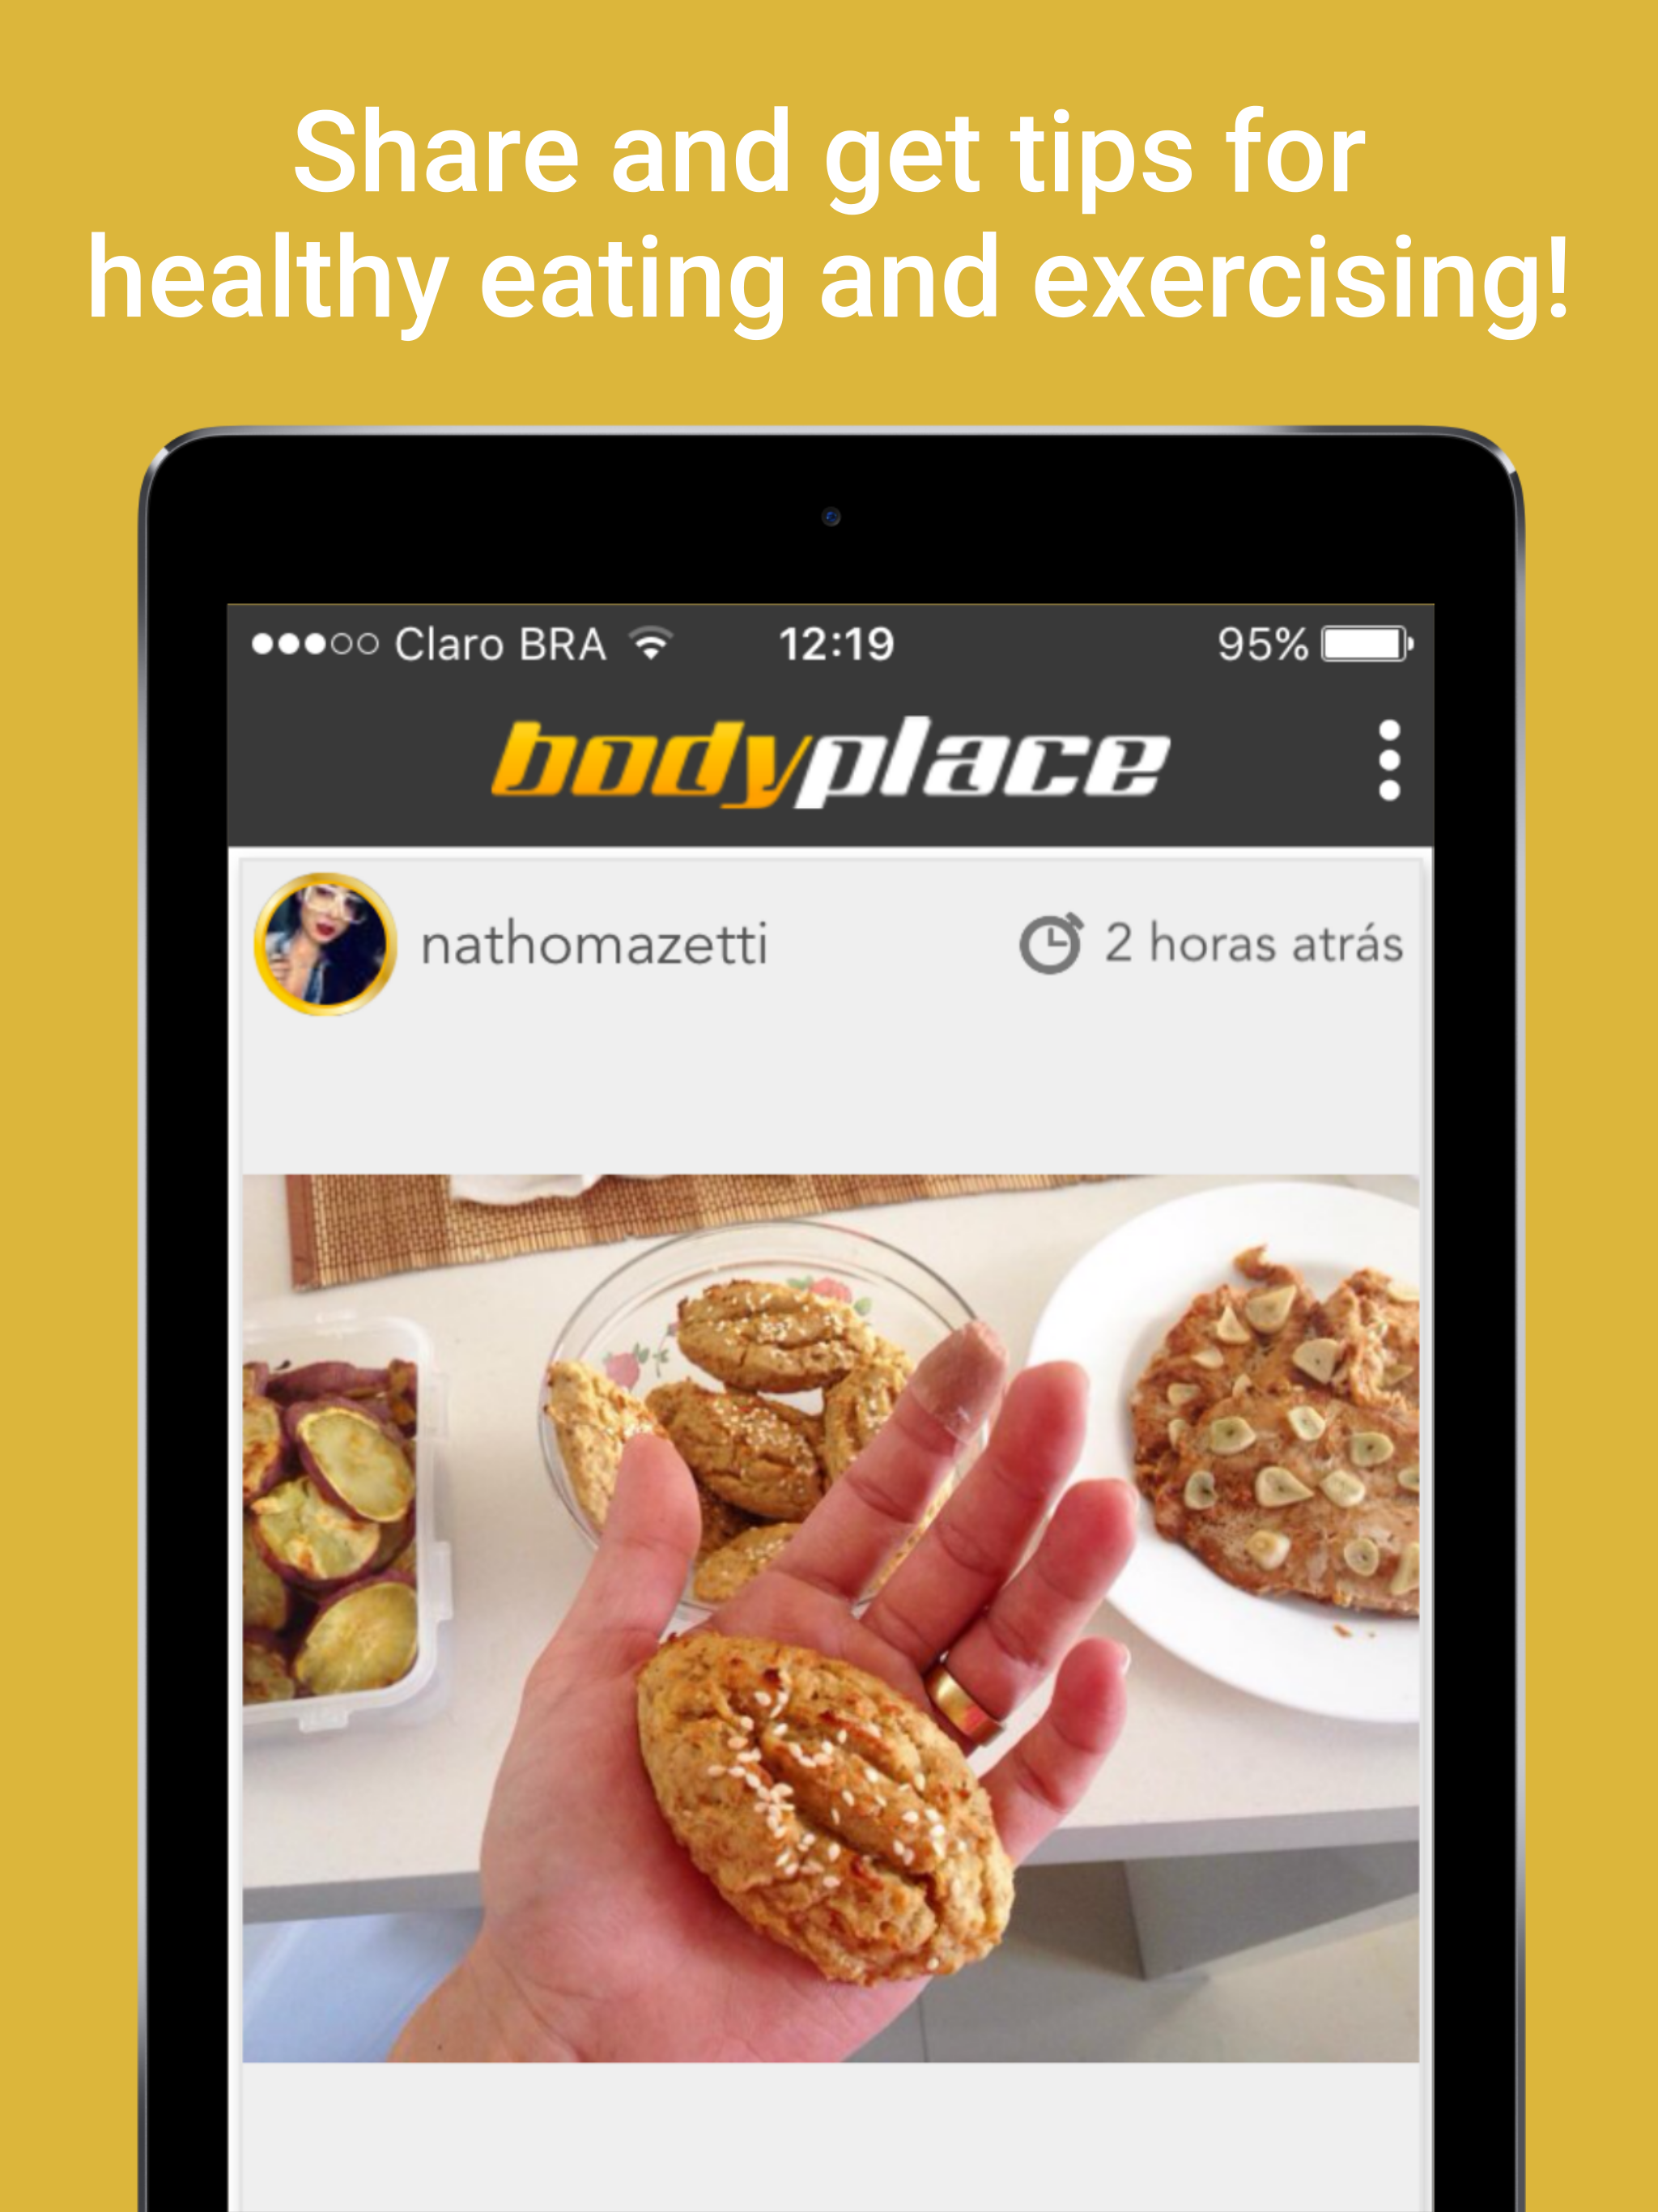 Share and get tips for
healthy eating and exercising!
Claro BRA 12:19 95%
bodyplace
nathomazetti 2 horas atrás